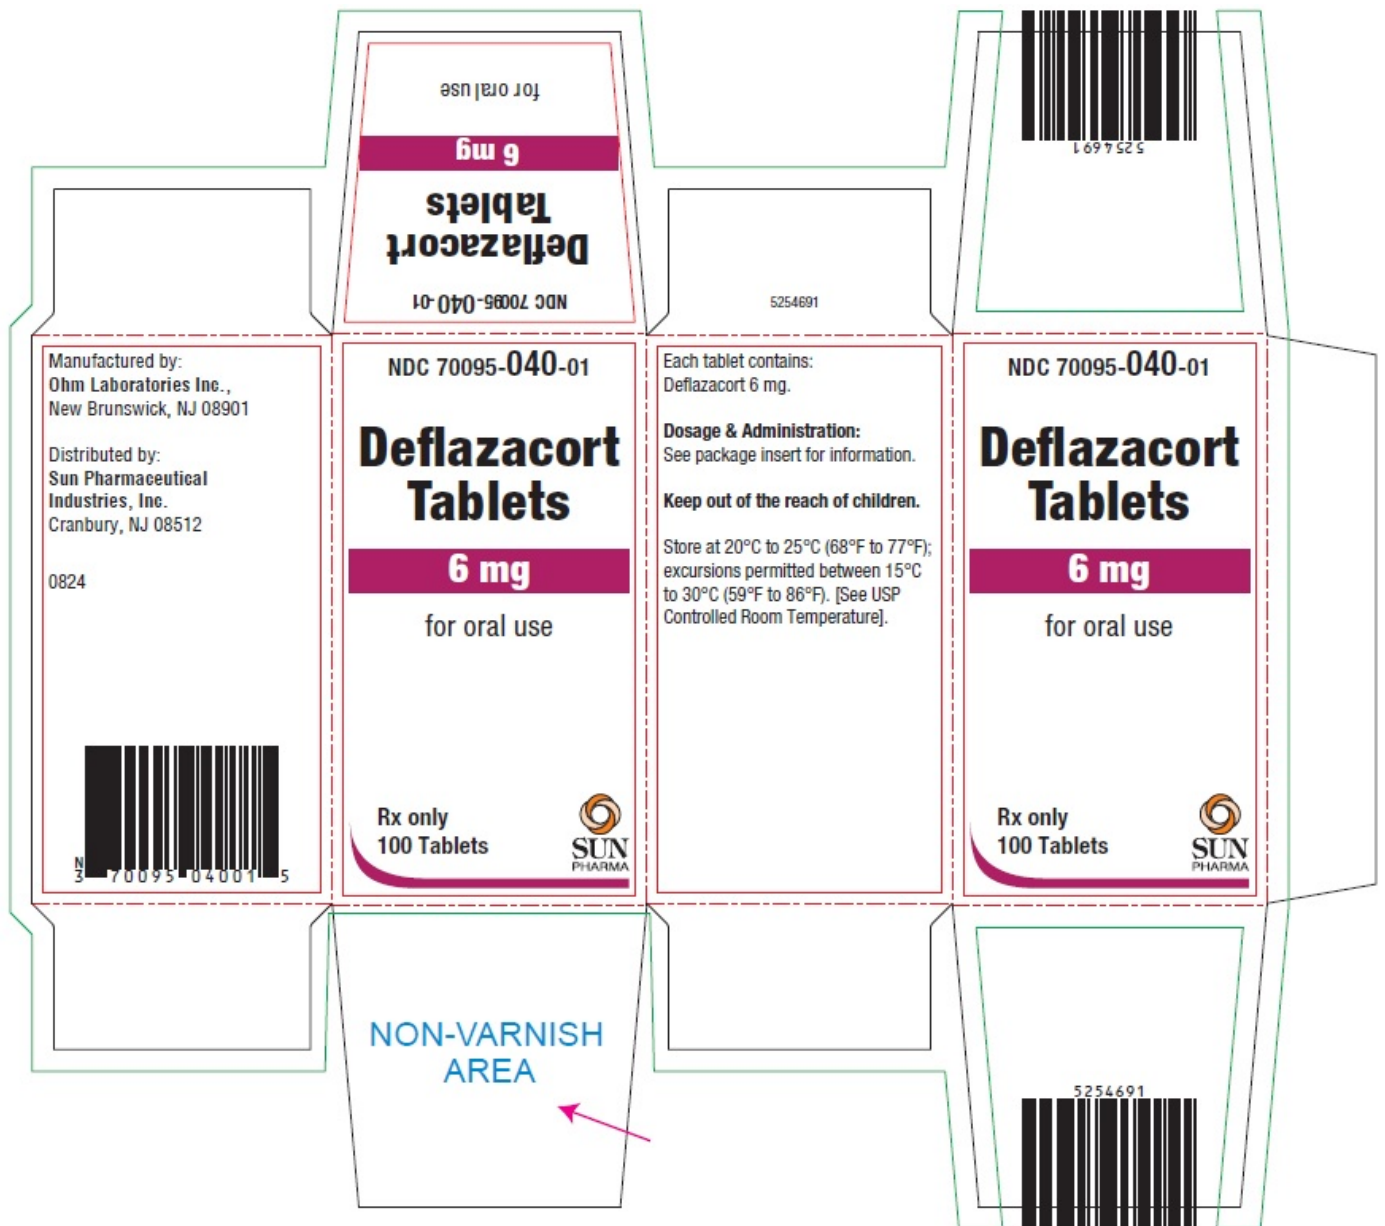 5254691
for oral use
6 mg
Deflazacort
Tablets
NDC 70095-040-01
5254691
Manufactured by:
Ohm Laboratories Inc.,
New Brunswick, NJ 08901
Distributed by:
Sun Pharmaceutical
Industries, Inc.
Cranbury, NJ 08512
0824
N
3 70095 04001 5
NDC 70095-040-01
Deflazacort
Tablets
6 mg
for oral use
Rx only
100 Tablets
SUN
PHARMA
Each tablet contains:
Deflazacort 6 mg.
Dosage & Administration:
See package insert for information.
Keep out of the reach of children.
Store at 20°C to 25°C (68°F to 77°F);
excursions permitted between 15°C
to 30°C (59°F to 86°F). [See USP
Controlled Room Temperature].
NDC 70095-040-01
Deflazacort
Tablets
6 mg
for oral use
Rx only
100 Tablets
SUN
PHARMA
NON-VARNISH
AREA
5254691